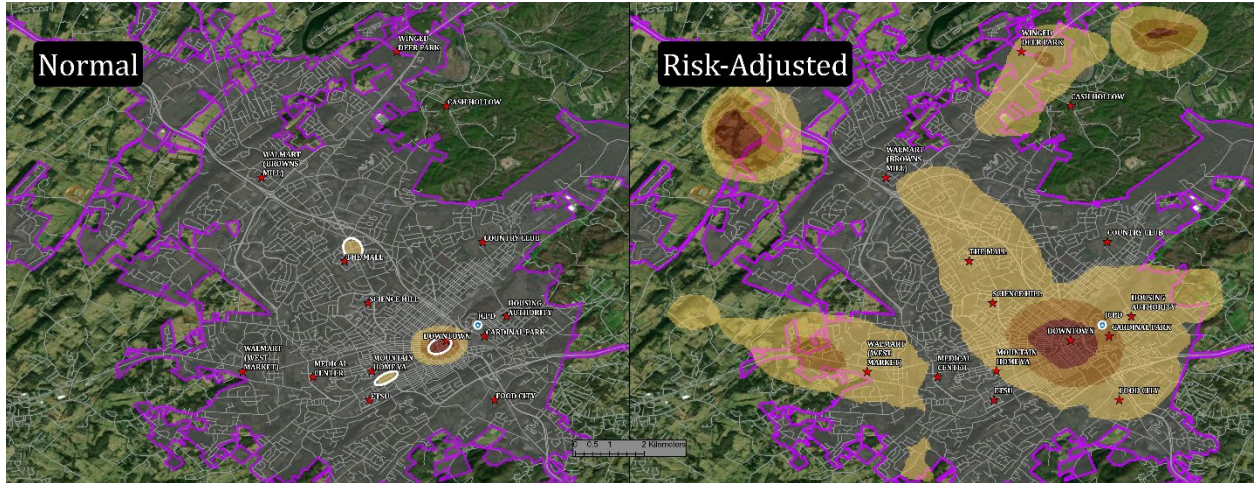 Normal
WINGED
DEER PARK
CASH HOLLOW
WALMART
(BROWNS
MILL)
COUNTRY CLUB
THE MALL
SCIENCE HILL
HOUSING
AUTHORITY
JCPD
CARDINAL PARK
DOWNTOWN
WALMART
(WEST
MARKET)
MEDICAL
CENTER
MOUNTAIN
HOME VA
ETSU
FOOD CITY
0 0.5 1 2 Kilometers
Risk-Adjusted
WINGED
DEER PARK
CASH HOLLOW
WALMART
(BROWNS
MILL)
COUNTRY CLUB
THE MALL
SCIENCE HILL
HOUSING
AUTHORITY
JCPD
CARDINAL PARK
DOWNTOWN
WALMART
(WEST
MARKET)
MEDICAL
CENTER
MOUNTAIN
HOME VA
ETSU
FOOD CITY